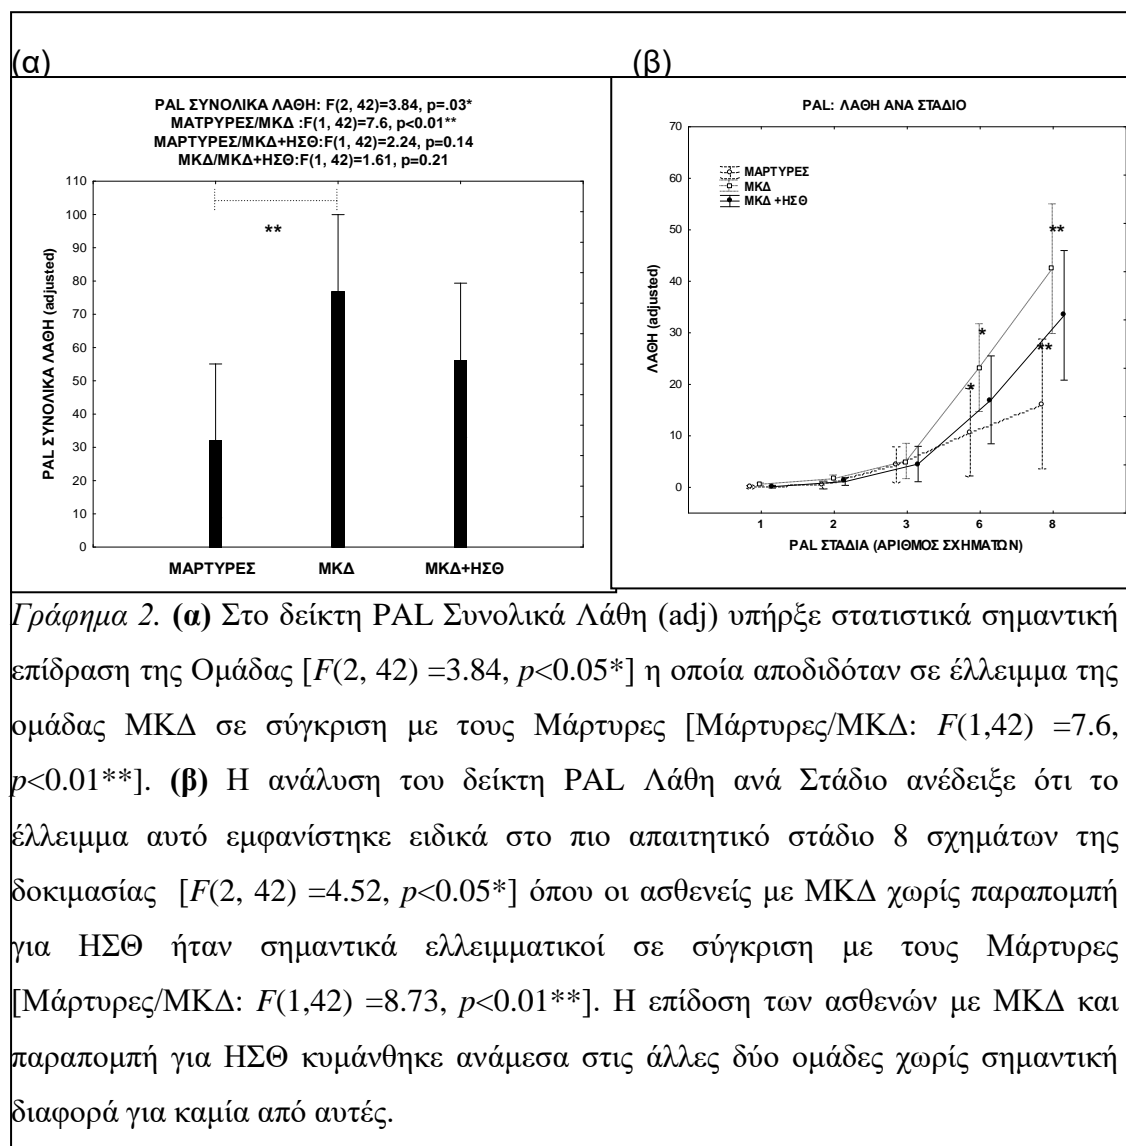 (α)
(β)
PAL ΣΥΝΟΛΙΚΑ ΛΑΘΗ: F(2, 42)=3.84, p=.03*
ΜΑΤΡΥΡΕΣ/ΜΚΔ :F(1, 42)=7.6, p<0.01**
ΜΑΡΤΥΡΕΣ/ΜΚΔ+ΗΣΘ:F(1, 42)=2.24, p=0.14
ΜΚΔ/ΜΚΔ+ΗΣΘ:F(1, 42)=1.61, p=0.21
110
100
90
80
70
60
50
40
30
20
10
0
PAL ΣΥΝΟΛΙΚΑ ΛΑΘΗ (adjusted)
**
ΜΑΡΤΥΡΕΣ ΜΚΔ ΜΚΔ+ΗΣΘ
PAL: ΛΑΘΗ ΑΝΑ ΣΤΑΔΙΟ
70
60
50
40
30
20
10
0
ΛΑΘΗ (adjusted)
ΜΑΡΤΥΡΕΣ
ΜΚΔ
ΜΚΔ +ΗΣΘ
**
*
**
*
1 2 3 6 8
PAL ΣΤΑΔΙΑ (ΑΡΙΘΜΟΣ ΣΧΗΜΑΤΩΝ)
Γράφημα 2. (α) Στο δείκτη PAL Συνολικά Λάθη (adj) υπήρξε στατιστικά σημαντική
επίδραση της Ομάδας [F(2, 42) =3.84, p<0.05*] η οποία αποδιδόταν σε έλλειμμα της
ομάδας ΜΚΔ σε σύγκριση με τους Μάρτυρες [Μάρτυρες/ΜΚΔ: F(1,42) =7.6,
p<0.01**]. (β) Η ανάλυση του δείκτη PAL Λάθη ανά Στάδιο ανέδειξε ότι το
έλλειμμα αυτό εμφανίστηκε ειδικά στο πιο απαιτητικό στάδιο 8 σχημάτων της
δοκιμασίας [F(2, 42) =4.52, p<0.05*] όπου οι ασθενείς με ΜΚΔ χωρίς παραπομπή
για ΗΣΘ ήταν σημαντικά ελλειμματικοί σε σύγκριση με τους Μάρτυρες
[Μάρτυρες/ΜΚΔ: F(1,42) =8.73, p<0.01**]. Η επίδοση των ασθενών με ΜΚΔ και
παραπομπή για ΗΣΘ κυμάνθηκε ανάμεσα στις άλλες δύο ομάδες χωρίς σημαντική
διαφορά για καμία από αυτές.